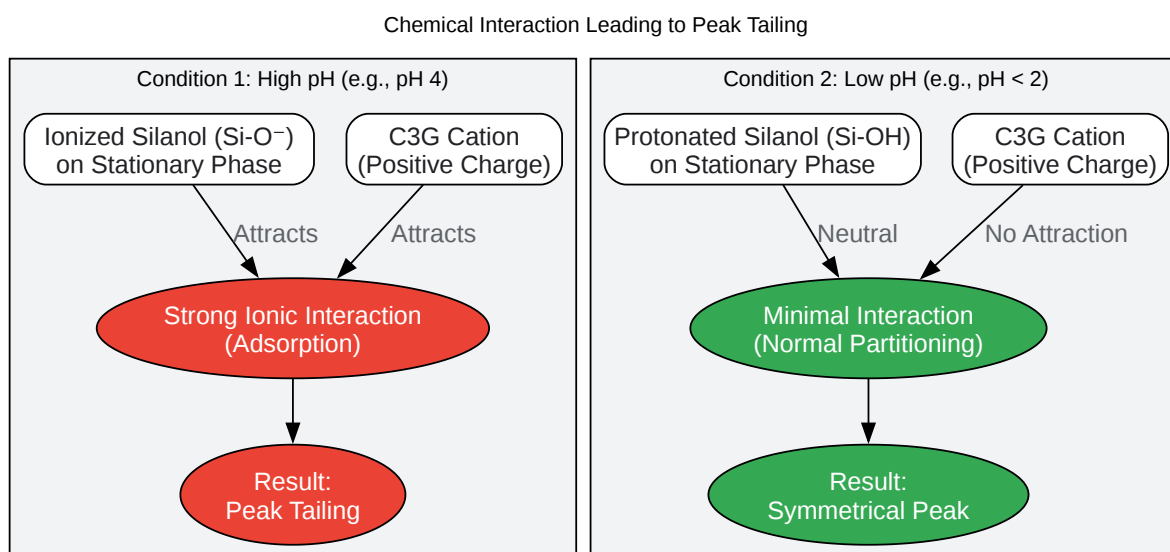 Chemical Interaction Leading to Peak Tailing
Condition 1: High pH (e.g., pH 4)
Ionized Silanol (Si-O⁻)
on Stationary Phase
C3G Cation
(Positive Charge)
Attracts
Attracts
Strong Ionic Interaction
(Adsorption)
Result:
Peak Tailing
Condition 2: Low pH (e.g., pH < 2)
Protonated Silanol (Si-OH)
on Stationary Phase
C3G Cation
(Positive Charge)
Neutral
No Attraction
Minimal Interaction
(Normal Partitioning)
Result:
Symmetrical Peak